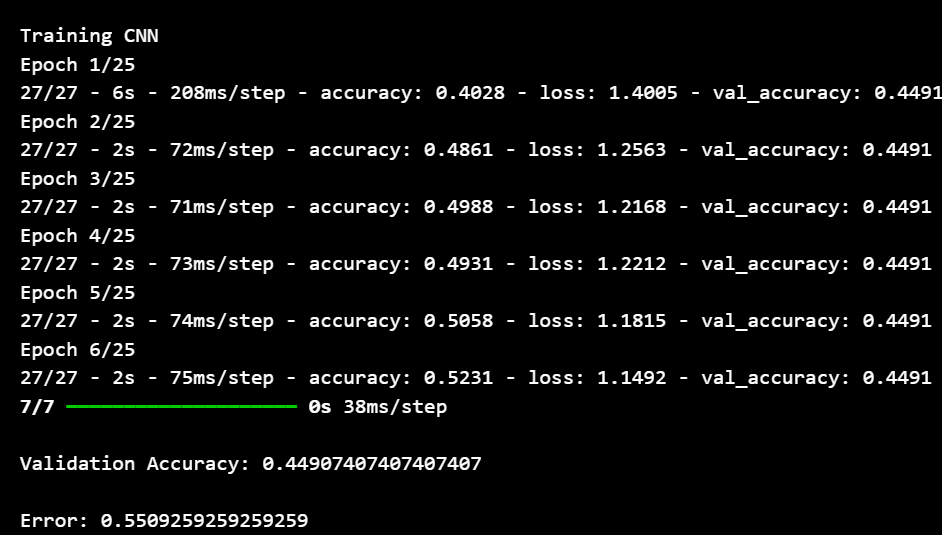 Training CNN
Epoch 1/25
27/27 - 6s - 208ms/step - accuracy: 0.4028 - loss: 1.4005 - val_accuracy: 0.4491
Epoch 2/25
27/27 - 2s - 72ms/step - accuracy: 0.4861 - loss: 1.2563 - val_accuracy: 0.4491
Epoch 3/25
27/27 - 2s - 71ms/step - accuracy: 0.4988 - loss: 1.2168 - val_accuracy: 0.4491
Epoch 4/25
27/27 - 2s - 73ms/step - accuracy: 0.4931 - loss: 1.2212 - val_accuracy: 0.4491
Epoch 5/25
27/27 - 2s - 74ms/step - accuracy: 0.5058 - loss: 1.1815 - val_accuracy: 0.4491
Epoch 6/25
27/27 - 2s - 75ms/step - accuracy: 0.5231 - loss: 1.1492 - val_accuracy: 0.4491
7/7 ━━━━━━━━━━━━━━━━━━━━ 0s 38ms/step
Validation Accuracy: 0.44907407407407407
Error: 0.5509259259259259